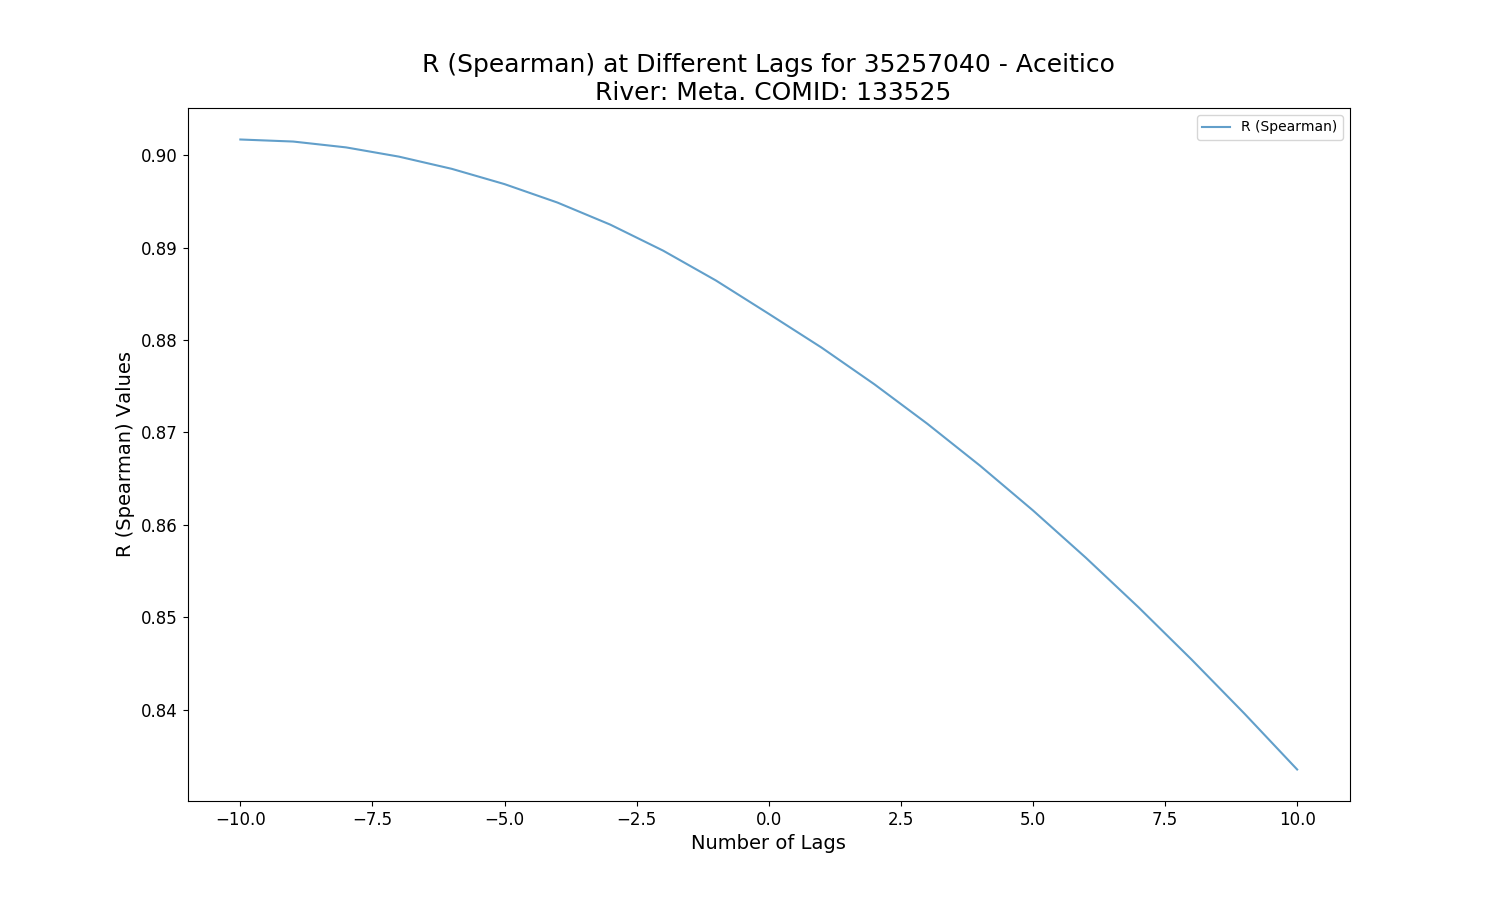 R (Spearman) at Different Lags for 35257040 - Aceitico
River: Meta. COMID: 133525
R (Spearman)
0.90
0.89
0.88
0.87
0.86
0.85
0.84
R (Spearman) Values
−10.0 −7.5 −5.0 −2.5 0.0 2.5 5.0 7.5 10.0
Number of Lags